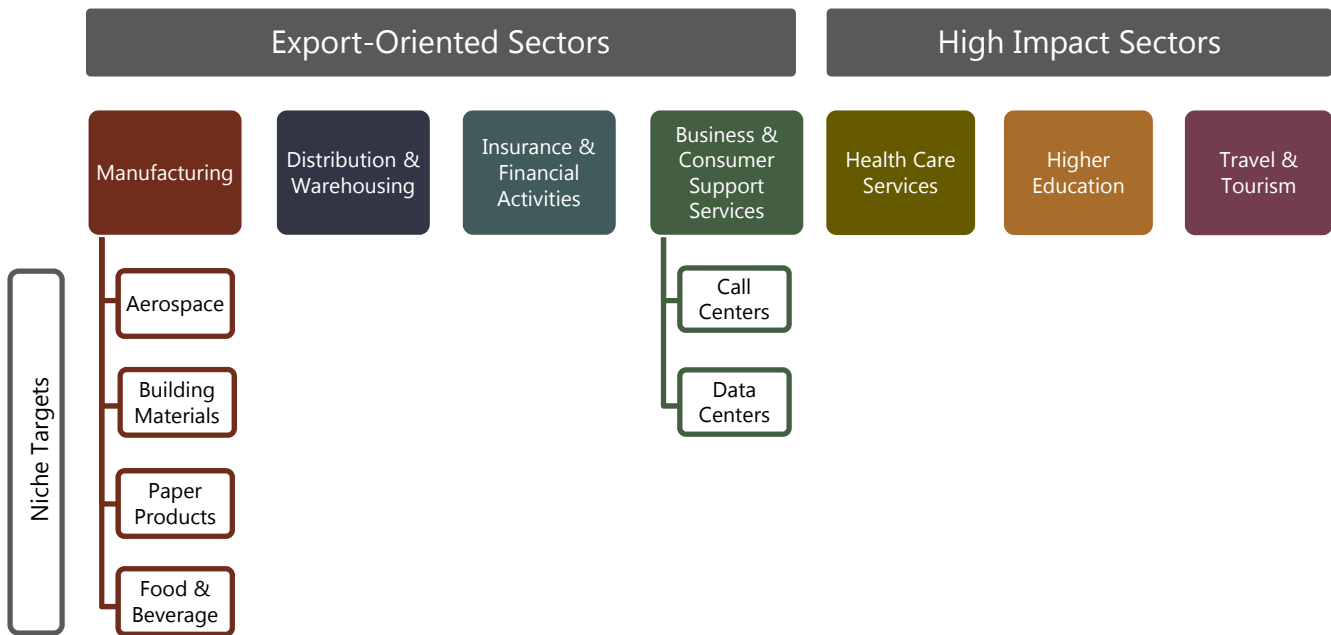 Export-Oriented Sectors
High Impact Sectors
Manufacturing
Distribution &
Warehousing
Insurance &
Financial
Activities
Business &
Consumer
Support
Services
Health Care
Services
Higher
Education
Travel &
Tourism
Niche Targets
Aerospace
Building
Materials
Paper
Products
Food &
Beverage
Call
Centers
Data
Centers